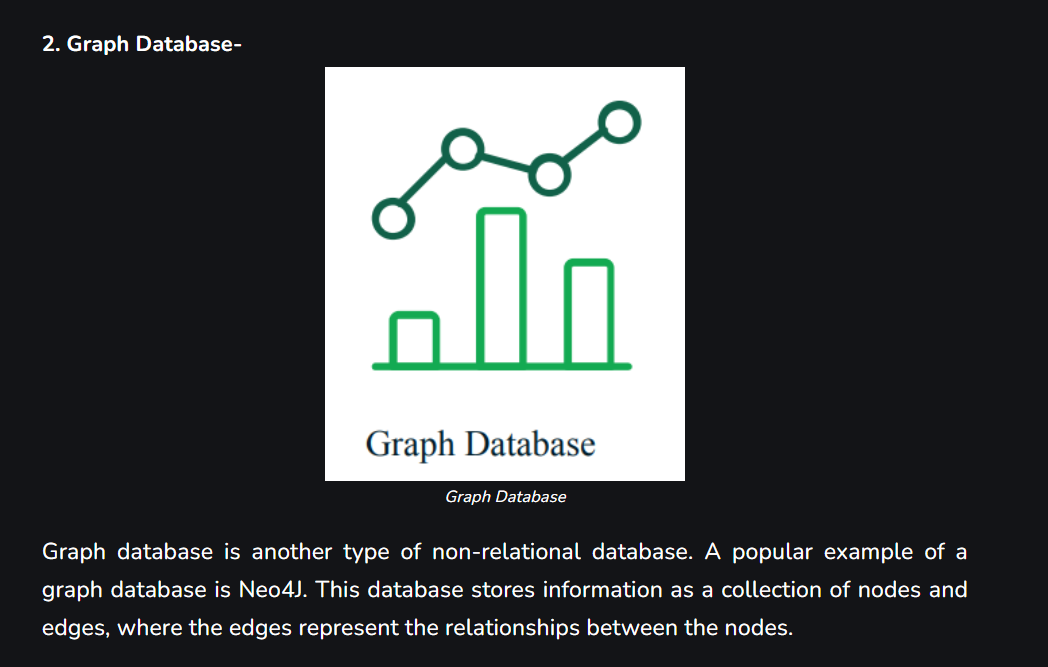 2. Graph Database-
Graph Database
Graph Database
Graph database is another type of non-relational database. A popular example of a
graph database is Neo4J. This database stores information as a collection of nodes and
edges, where the edges represent the relationships between the nodes.